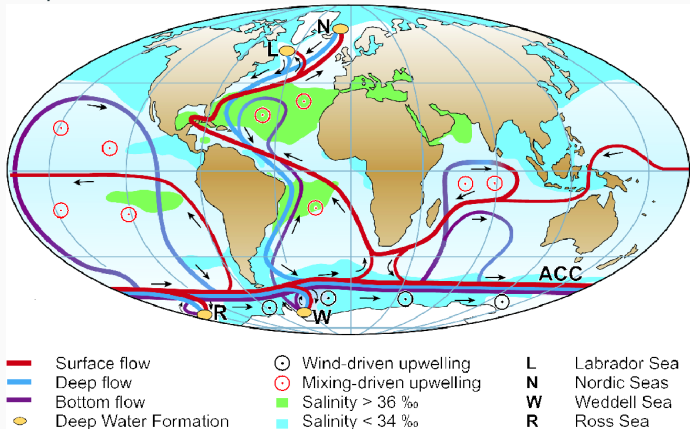 N
L
ACC
R
W
Surface flow
Deep flow
Bottom flow
Deep Water Formation
Wind-driven upwelling
Mixing-driven upwelling
Salinity > 36 ‰
Salinity < 34 ‰
L Labrador Sea
N Nordic Seas
W Weddell Sea
R Ross Sea